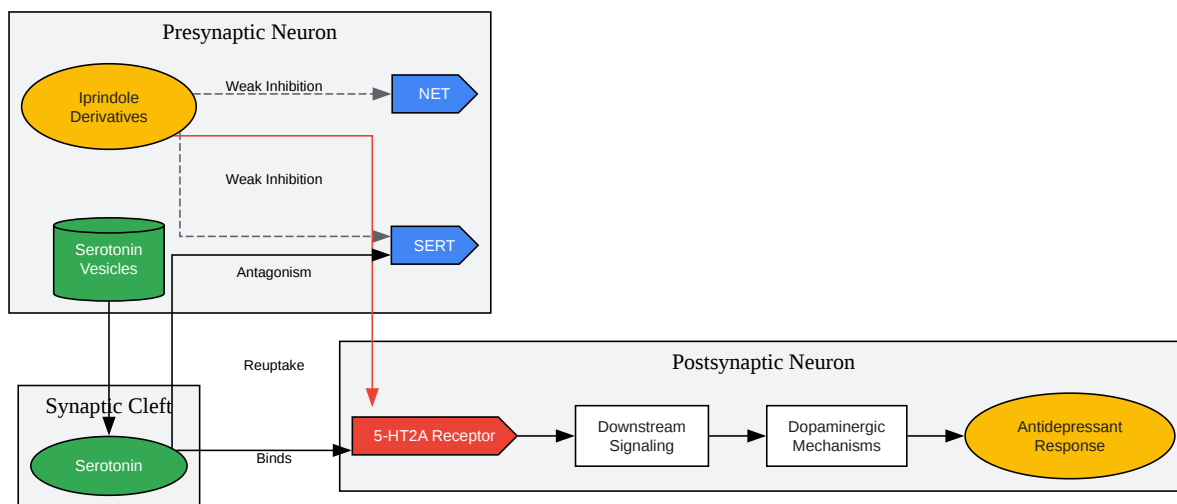 Presynaptic Neuron
Iprindole
Derivatives
Weak Inhibition
NET
Weak Inhibition
Serotonin
Vesicles
SERT
Antagonism
Reuptake
Postsynaptic Neuron
Synaptic Cleft
Serotonin
Binds
5-HT2A Receptor
Downstream
Signaling
Dopaminergic
Mechanisms
Antidepressant
Response